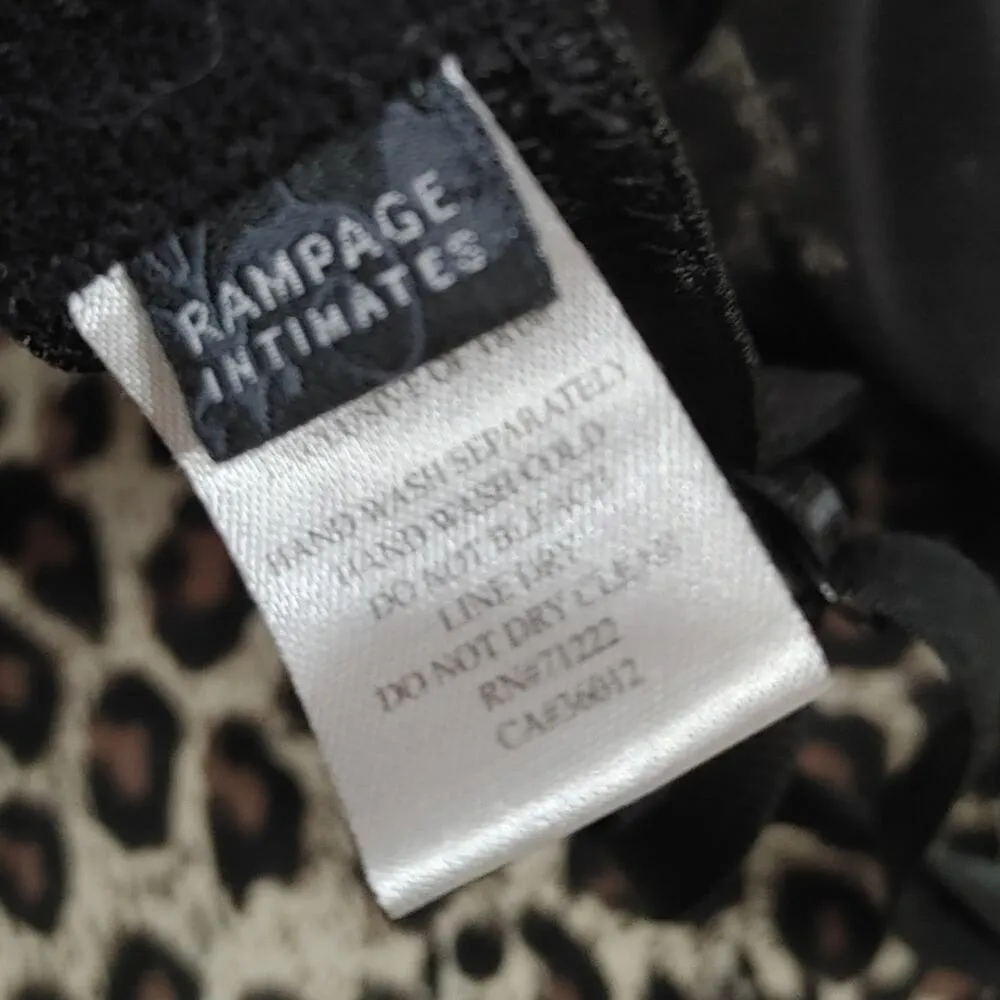 RAMPAGE
INTIMATES
HAND WASH SEPARATELY
HAND WASH COLD
DO NOT BLEACH
LINE DRY
DO NOT DRY CLEAN
RN#71222
CA#36042